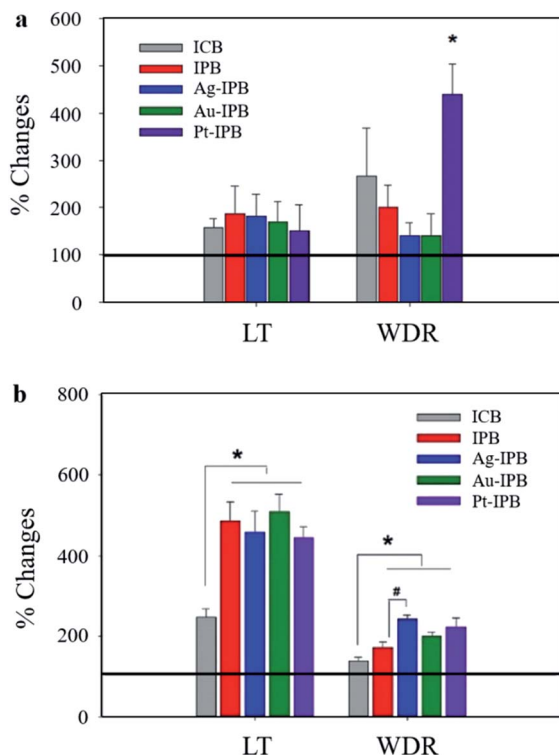 a
600
500
400
300
200
100
0
% Changes
ICB
IPB
Ag-IPB
Au-IPB
Pt-IPB
*
LT WDR
b
800
600
400
200
0
% Changes
ICB
IPB
Ag-IPB
Au-IPB
Pt-IPB
*
*
#
LT WDR